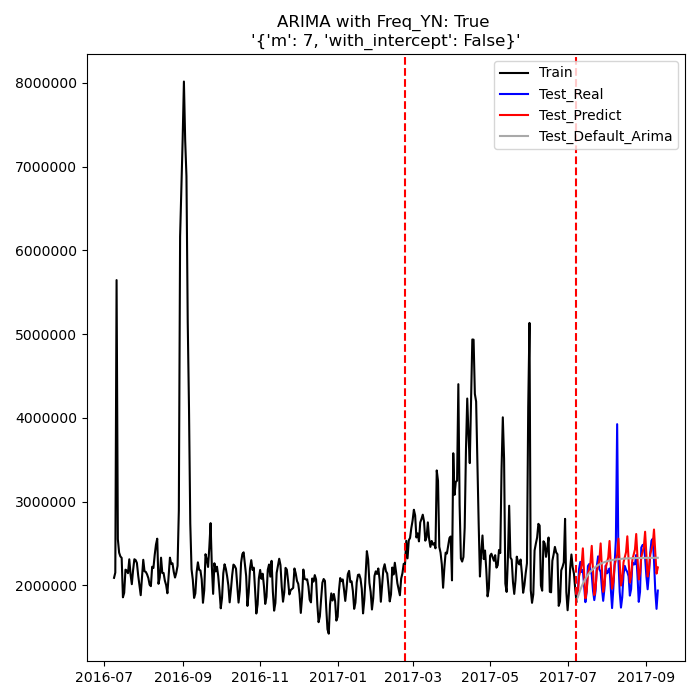 ARIMA with Freq_YN: True
'{'m': 7, 'with_intercept': False}'
Train
Test_Real
Test_Predict
Test_Default_Arima
8000000
7000000
6000000
5000000
4000000
3000000
2000000
2016-07 2016-09 2016-11 2017-01 2017-03 2017-05 2017-07 2017-09